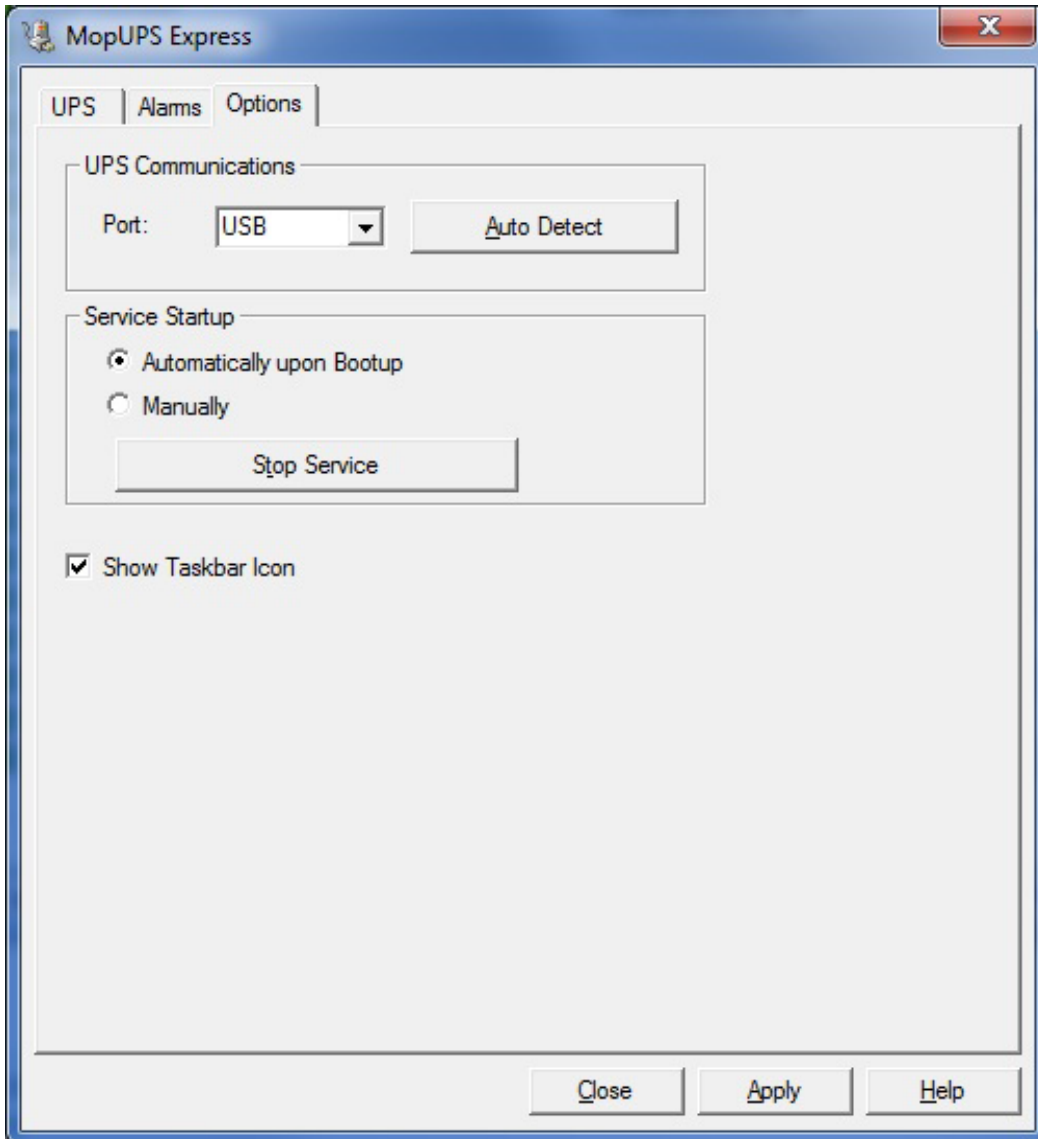 MopUPS Express
UPS Alarms Options
UPS Communications
Port: USB Auto Detect
Service Startup
Automatically upon Bootup
Manually
Stop Service
Show Taskbar Icon
Close Apply Help